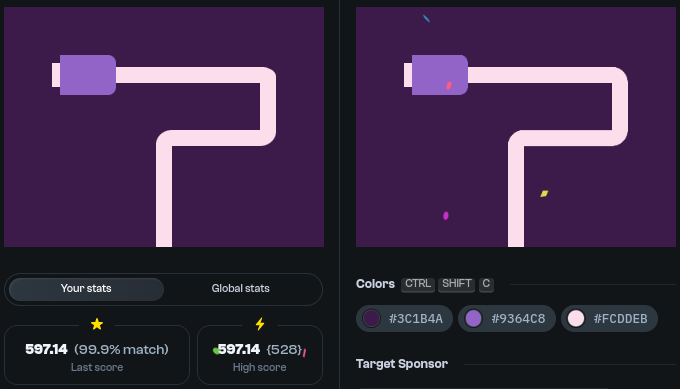 Your stats
Global stats
597.14 (99.9% match)
Last score
597.14 {528}
High score
Colors CTRL SHIFT C
#3C1B4A
#9364C8
#FCDDEB
Target Sponsor